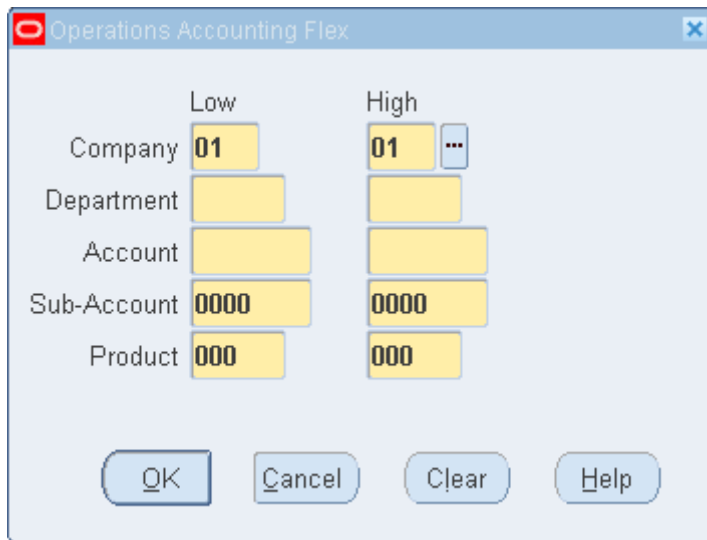 Operations Accounting Flex
Low High
Company 01 01 ...
Department
Account
Sub-Account 0000 0000
Product 000 000
OK Cancel Clear Help